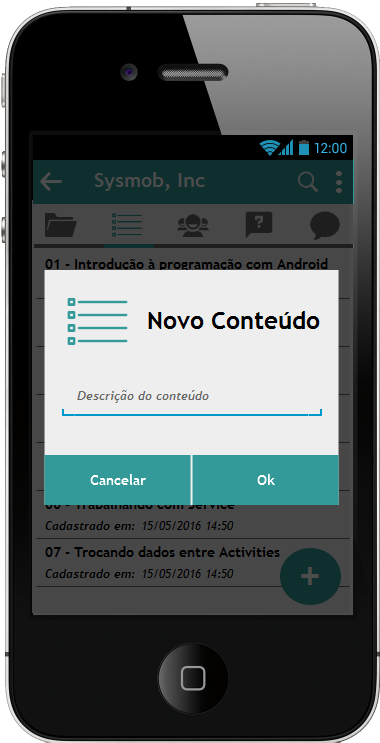 12:00
Sysmob, Inc
01 - Introdução à programação com Android
Novo Conteúdo
Descrição do conteúdo
Cancelar
Ok
06 - Trabalhando com Service
Cadastrado em: 15/05/2016 14:50
07 - Trocando dados entre Activities
Cadastrado em: 15/05/2016 14:50